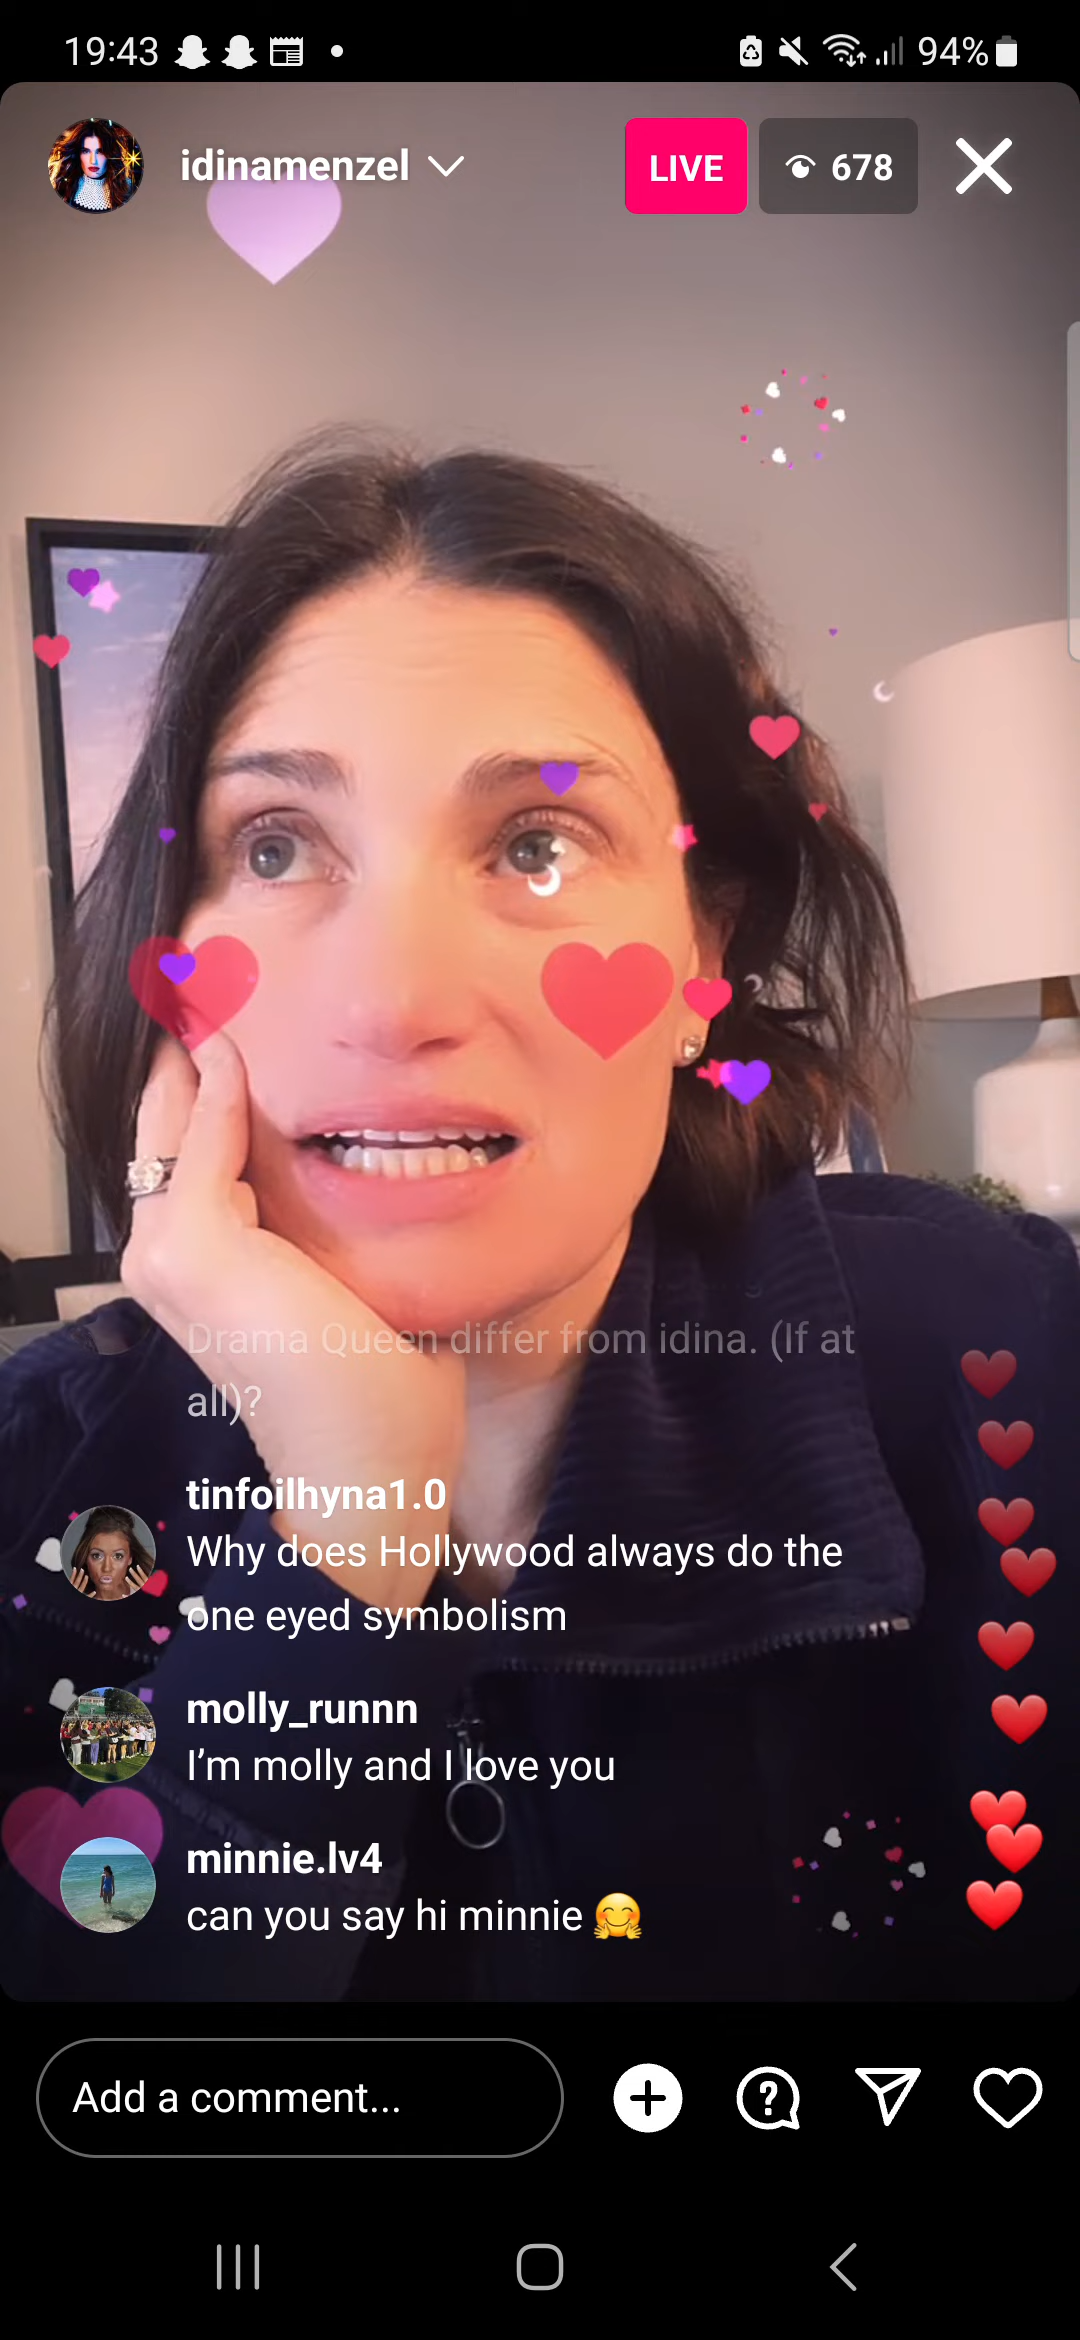 19:43
94%
idinamenzel
LIVE
678
Drama Queen differ from idina. (If at
all)?
tinfoilhyna1.0
Why does Hollywood always do the
one eyed symbolism
molly_runnn
I’m molly and I love you
minnie.lv4
can you say hi minnie 🤗
Add a comment...